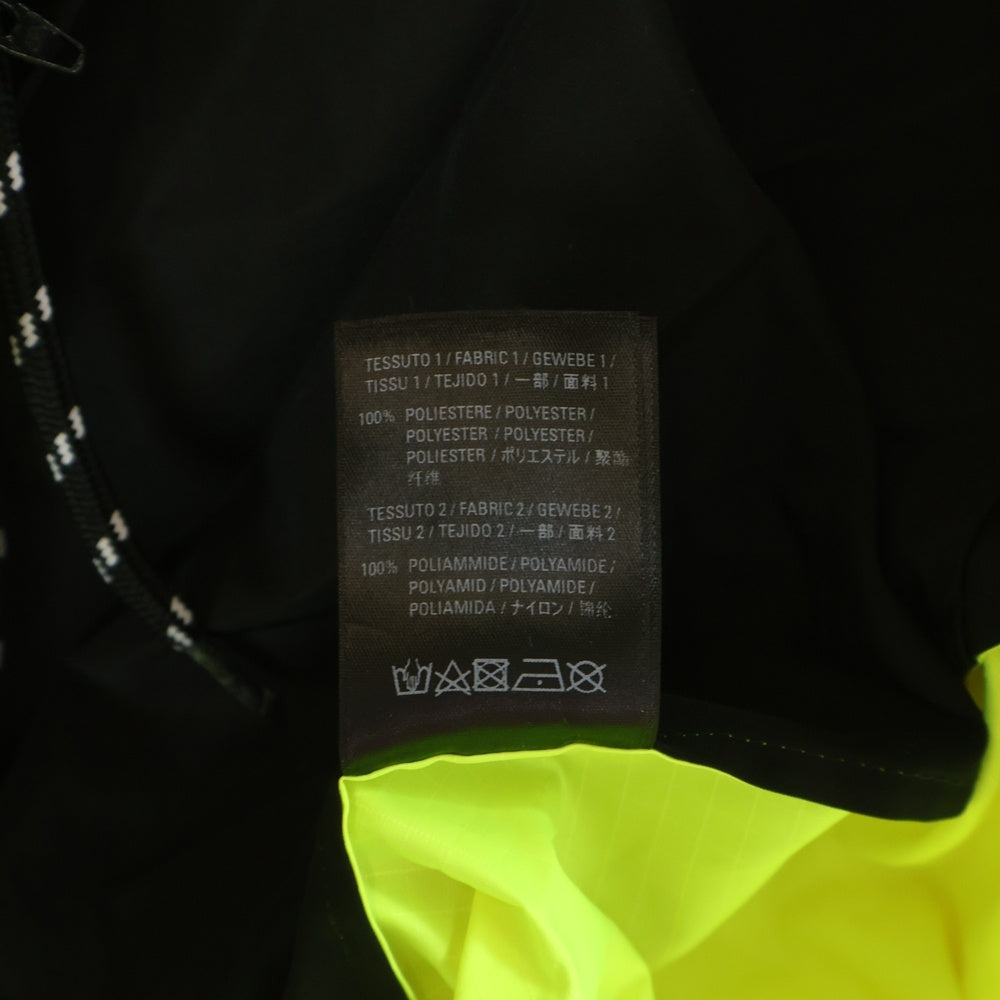 TESSUTO 1 / FABRIC 1 / GEWEBE 1 /
TISSU 1 / TEJIDO 1 / 一部 / 面料 1
100% POLIESTERE / POLYESTER /
POLYESTER / POLYESTER /
POLIESTER / ポリエステル / 聚酯
纤维
TESSUTO 2 / FABRIC 2 / GEWEBE 2 /
TISSU 2 / TEJIDO 2 / 一部 / 面料 2
100% POLIAMMIDE / POLYAMIDE /
POLYAMID / POLYAMIDE /
POLIAMIDA / ナイロン / 锦纶